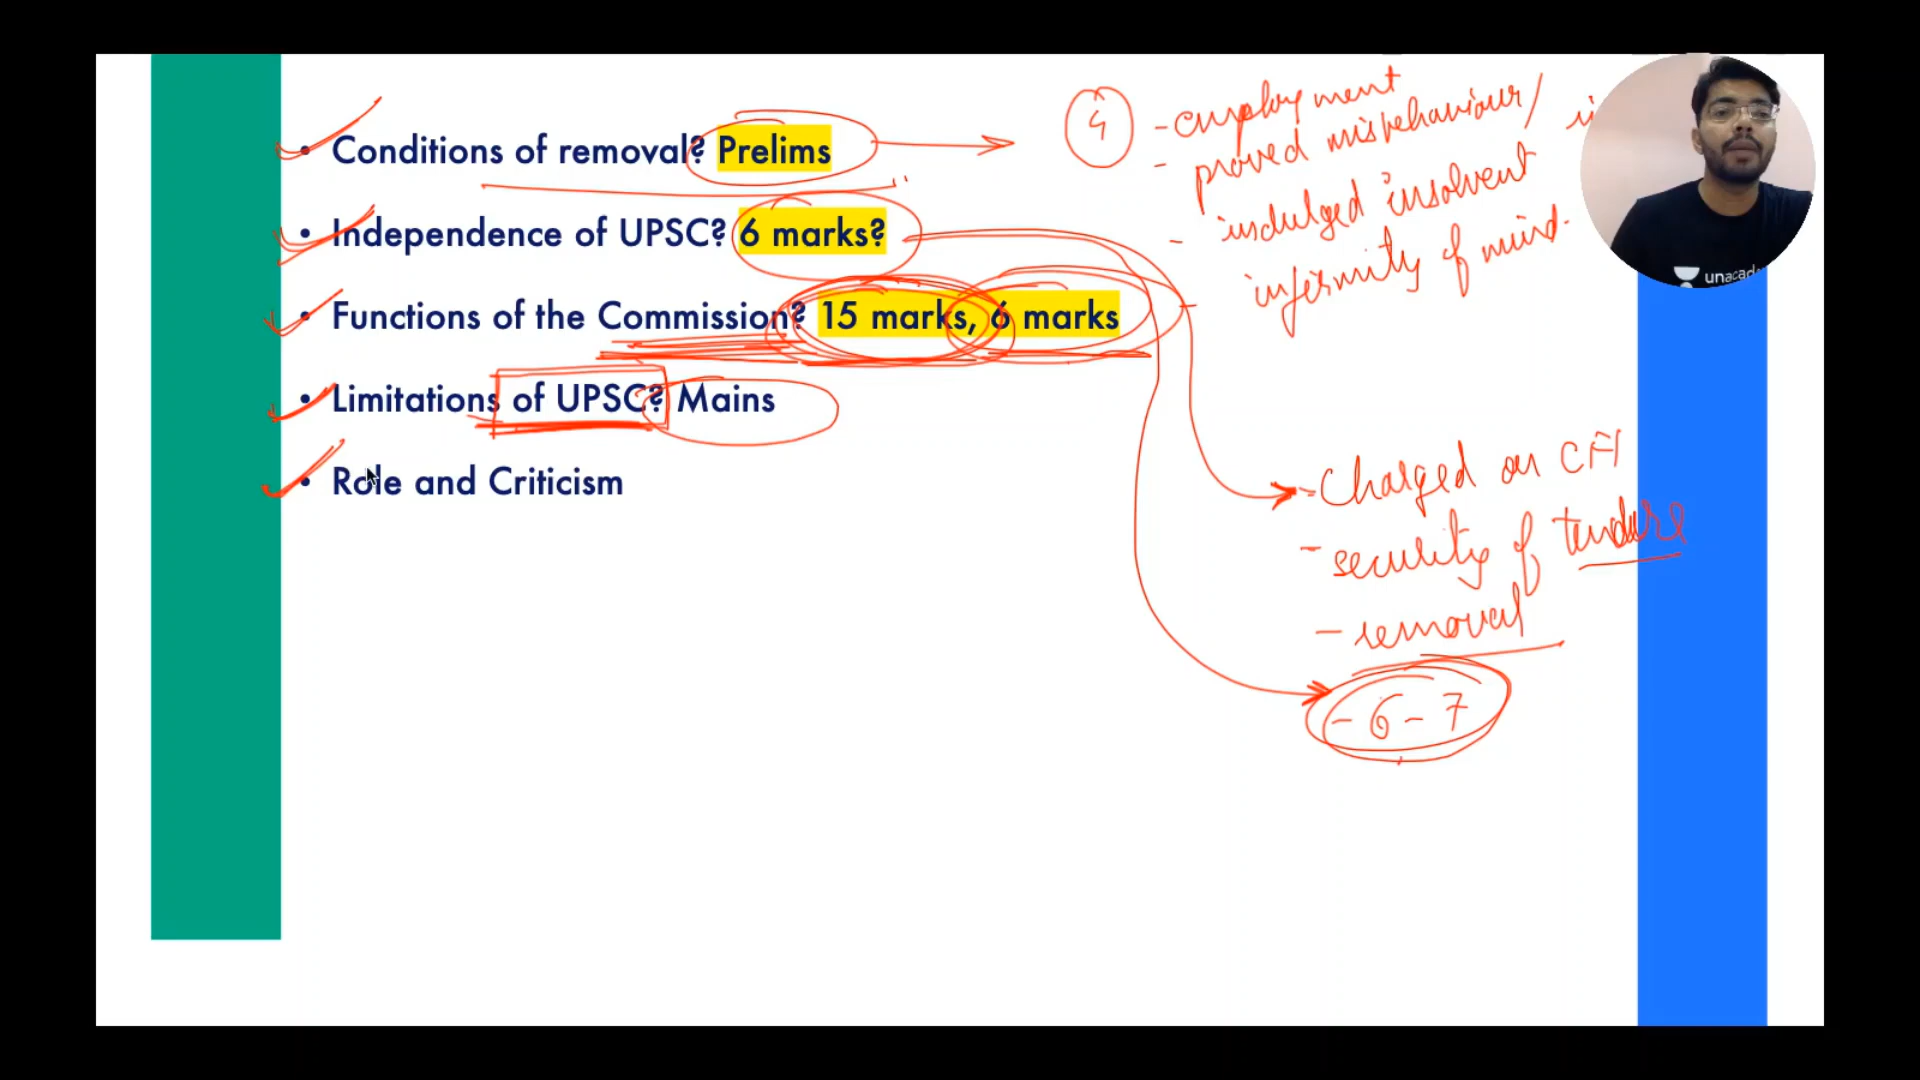 • Conditions of removal? Prelims
• Independence of UPSC? 6 marks?
• Functions of the Commission? 15 marks, 6 marks
• Limitations of UPSC? Mains
• Role and Criticism
- employment
- proved misbehaviour/
- indulged insolvent
- infirmity of mind.
- Charged on CFI
- security of tendure
- removal
- 6 - 7
unacad